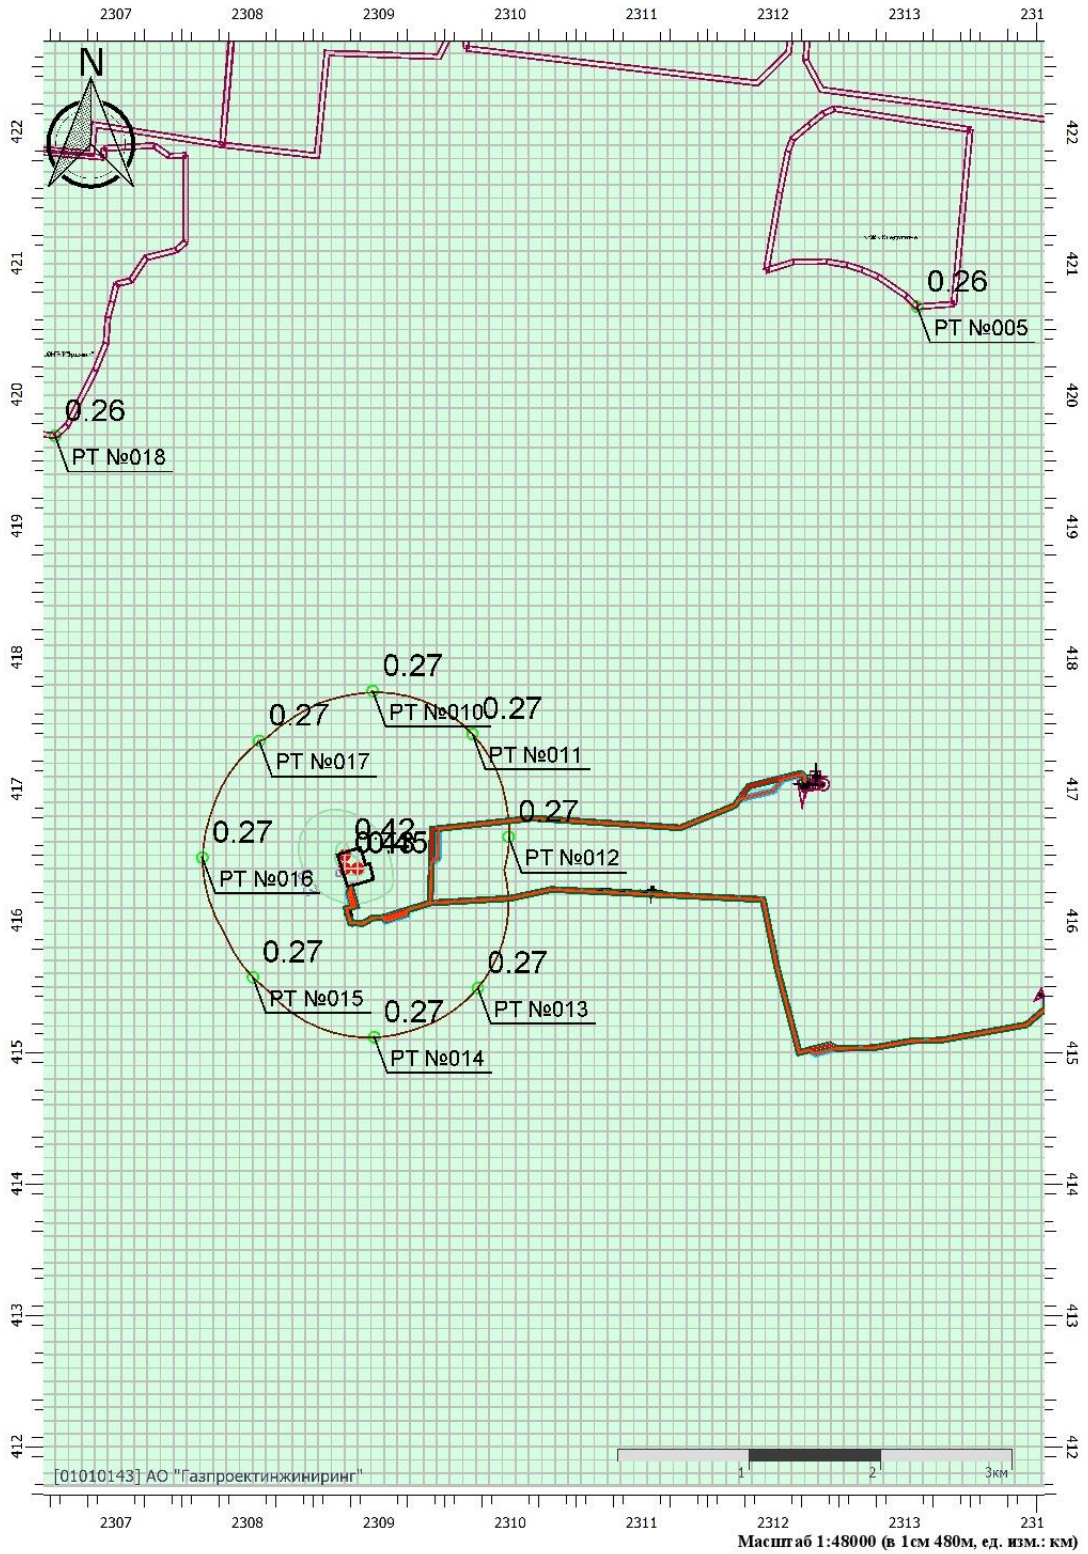 2307 2308 2309 2310 2311 2312 2313 231
N
422 422
421 421
0.26
РТ №005
420 420
0.26
РТ №018
419 419
418 418
0.27
РТ №010
0.27
РТ №011
0.27
РТ №017
417 417
0.27
РТ №012
0.42
0.27
РТ №016
416 416
0.27
РТ №015
0.27
РТ №013
0.27
РТ №014
415 415
414 414
413 413
412 412
1 2 3км
[01010143] АО "Газпроектинжиниринг"
2307 2308 2309 2310 2311 2312 2313 231
Масштаб 1:48000 (в 1см 480м, ед. изм.: км)